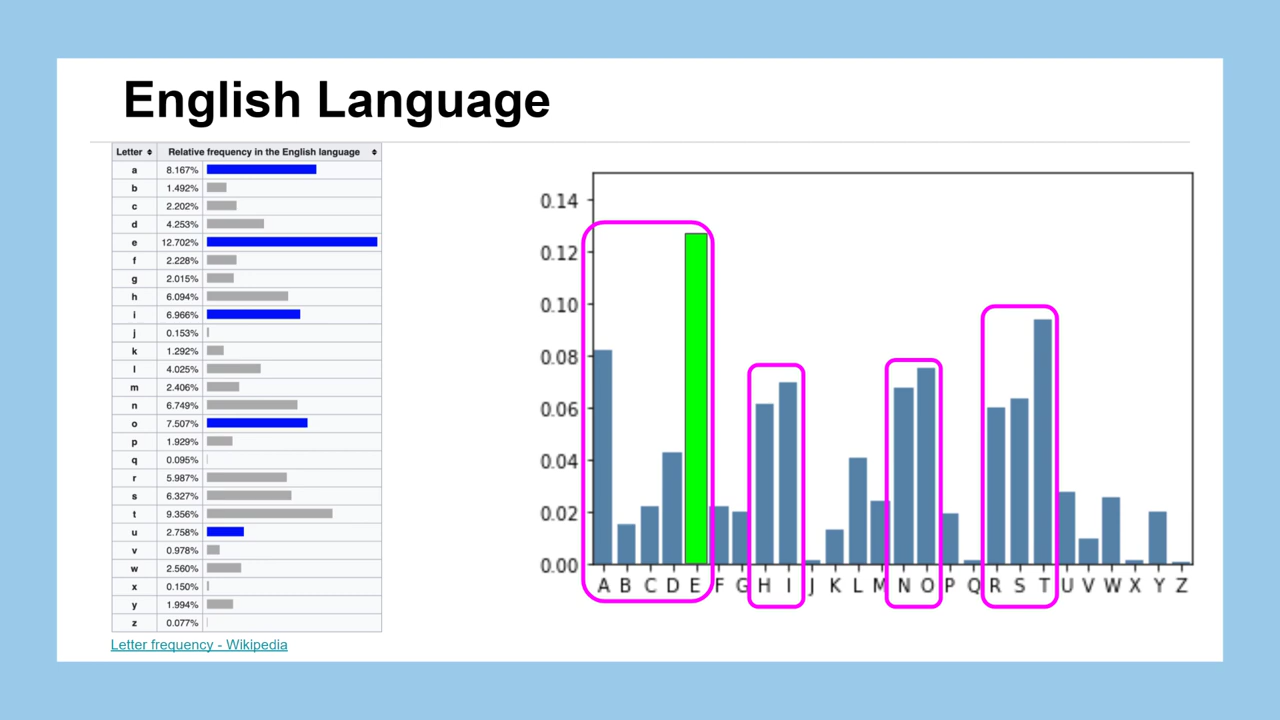 English Language
Letter Relative frequency in the English language
a 8.167%
b 1.492%
c 2.202%
d 4.253%
e 12.702%
f 2.228%
g 2.015%
h 6.094%
i 6.966%
j 0.153%
k 1.292%
l 4.025%
m 2.406%
n 6.749%
o 7.507%
p 1.929%
q 0.095%
r 5.987%
s 6.327%
t 9.356%
u 2.758%
v 0.978%
w 2.560%
x 0.150%
y 1.994%
z 0.077%
Letter frequency - Wikipedia
0.14
0.12
0.10
0.08
0.06
0.04
0.02
0.00
A B C D E F G H I J K L M N O P Q R S T U V W X Y Z